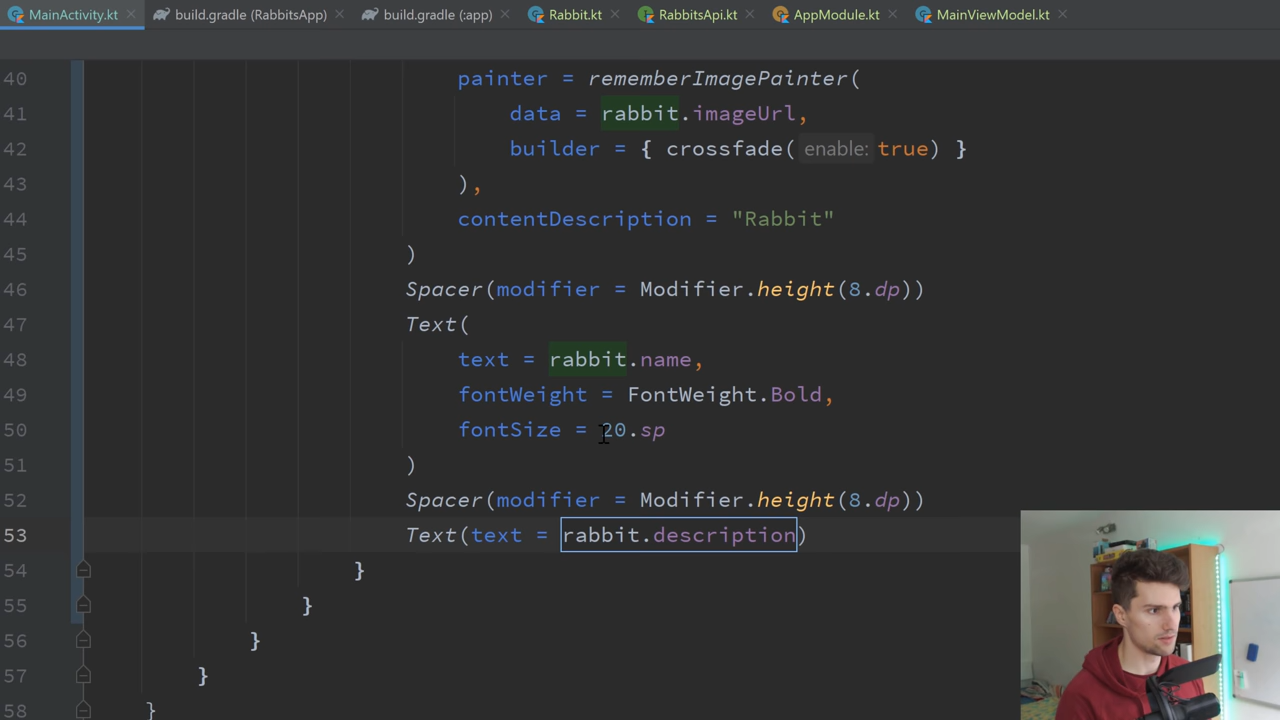 MainActivity.kt build.gradle (RabbitsApp) build.gradle (:app) Rabbit.kt RabbitsApi.kt AppModule.kt MainViewModel.kt
40 painter = rememberImagePainter(
41 data = rabbit.imageUrl,
42 builder = { crossfade( enable: true) }
43 ),
44 contentDescription = "Rabbit"
45 )
46 Spacer(modifier = Modifier.height(8.dp))
47 Text(
48 text = rabbit.name,
49 fontWeight = FontWeight.Bold,
50 fontSize = 20.sp
51 )
52 Spacer(modifier = Modifier.height(8.dp))
53 Text(text = rabbit.description)
54 }
55 }
56 }
57 }
58 }